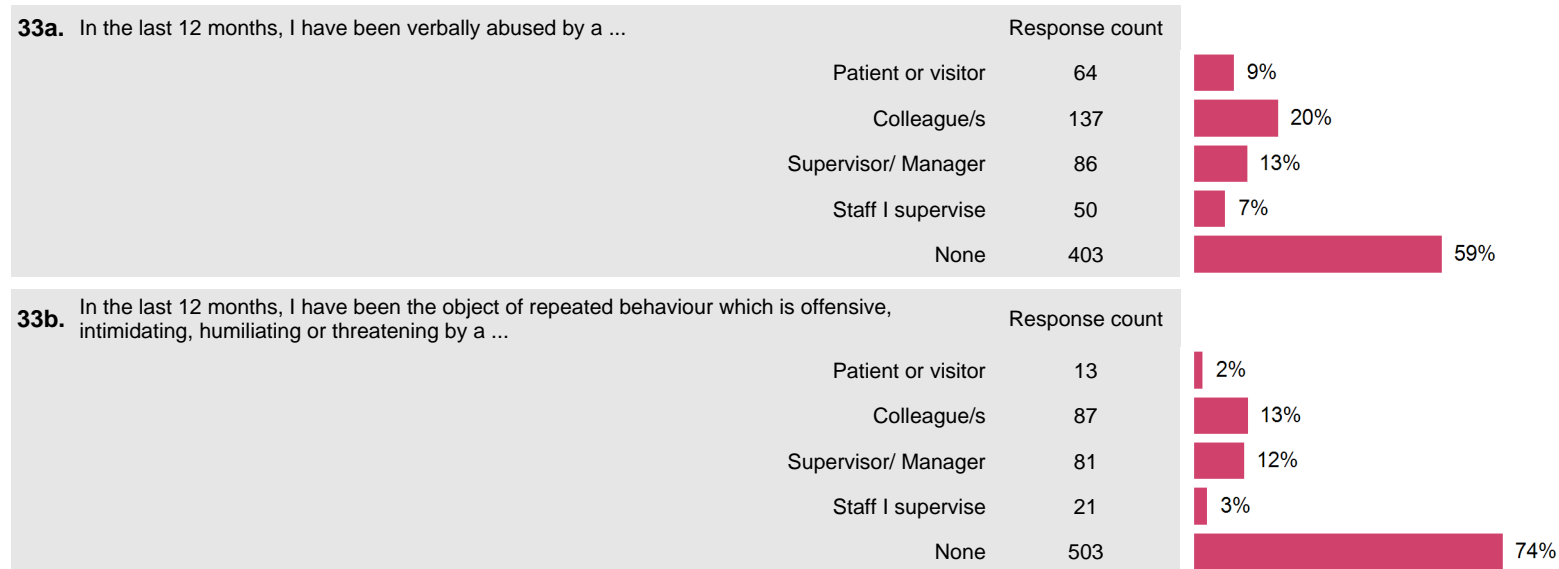 33a. In the last 12 months, I have been verbally abused by a ... Response count
Patient or visitor 64 9%
Colleague/s 137 20%
Supervisor/ Manager 86 13%
Staff I supervise 50 7%
None 403 59%
33b. In the last 12 months, I have been the object of repeated behaviour which is offensive,
intimidating, humiliating or threatening by a ... Response count
Patient or visitor 13 2%
Colleague/s 87 13%
Supervisor/ Manager 81 12%
Staff I supervise 21 3%
None 503 74%